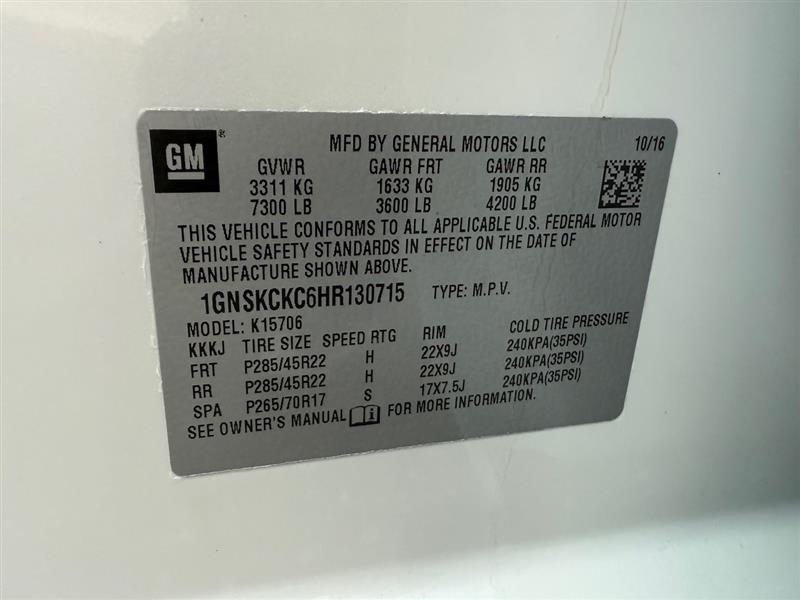 GM ®
MFD BY GENERAL MOTORS LLC 10/16
GVWR GAWR FRT GAWR RR
3311 KG 1633 KG 1905 KG
7300 LB 3600 LB 4200 LB
THIS VEHICLE CONFORMS TO ALL APPLICABLE U.S. FEDERAL MOTOR
VEHICLE SAFETY STANDARDS IN EFFECT ON THE DATE OF
MANUFACTURE SHOWN ABOVE.
1GNSKCKC6HR130715 TYPE: M.P.V.
MODEL: K15706
KKKJ TIRE SIZE SPEED RTG RIM COLD TIRE PRESSURE
FRT P285/45R22 H 22X9J 240KPA(35PSI)
RR P285/45R22 H 22X9J 240KPA(35PSI)
SPA P265/70R17 S 17X7.5J 240KPA(35PSI)
SEE OWNER'S MANUAL FOR MORE INFORMATION.